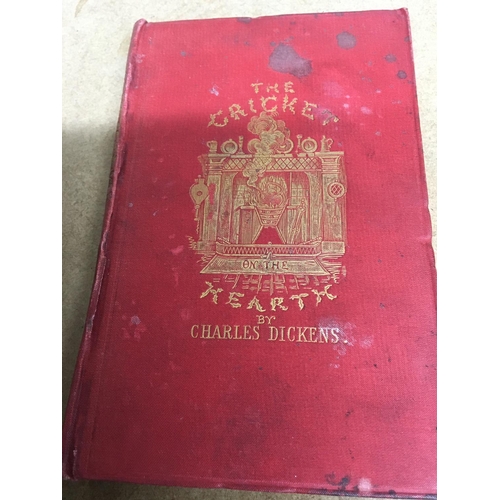 THE
CRICKET
ON THE
HEARTH
BY
CHARLES DICKENS.